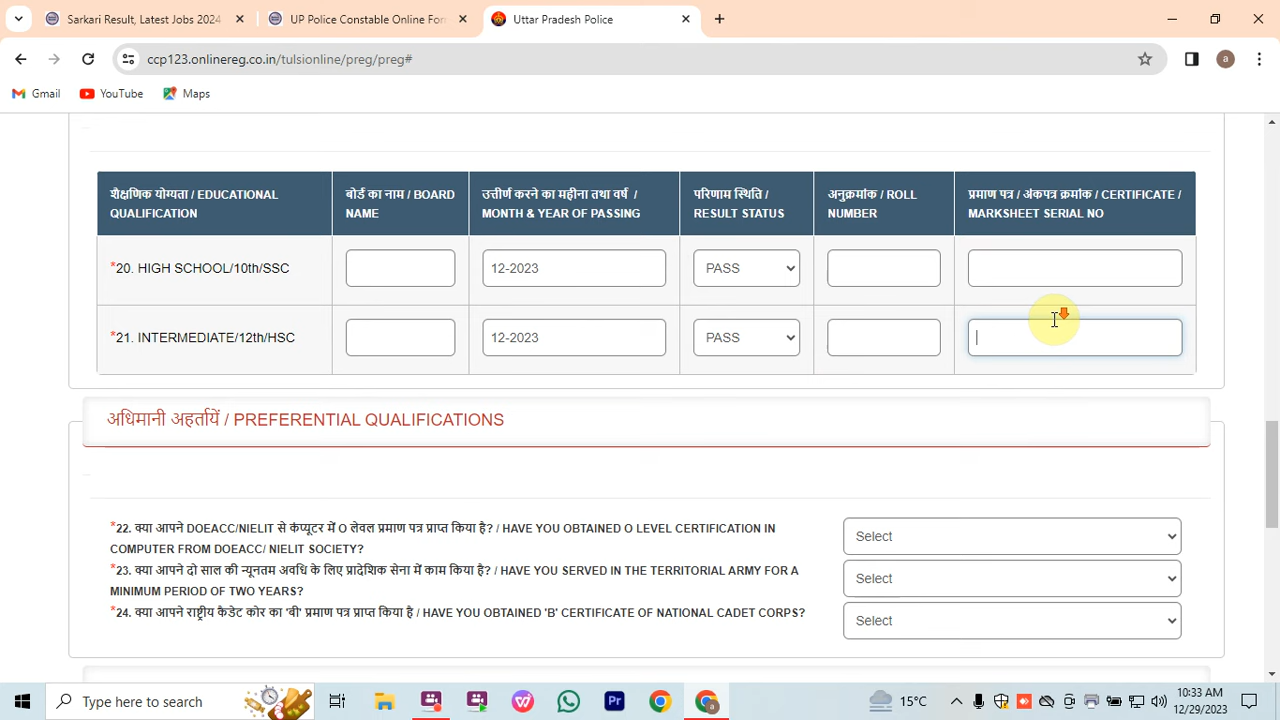 Sarkari Result, Latest Jobs 2024
UP Police Constable Online For
Uttar Pradesh Police
ccp123.onlinereg.co.in/tulsionline/preg/preg#
a
Gmail
YouTube
Maps
शैक्षणिक योग्यता / EDUCATIONAL
QUALIFICATION
बोर्ड का नाम / BOARD
NAME
उत्तीर्ण करने का महीना तथा वर्ष /
MONTH & YEAR OF PASSING
परिणाम स्थिति /
RESULT STATUS
अनुक्रमांक / ROLL
NUMBER
प्रमाण पत्र / अंकपत्र क्रमांक / CERTIFICATE /
MARKSHEET SERIAL NO
*20. HIGH SCHOOL/10th/SSC
12-2023
PASS
*21. INTERMEDIATE/12th/HSC
12-2023
PASS
अधिमानी अहर्तायें / PREFERENTIAL QUALIFICATIONS
*22. क्या आपने DOEACC/NIELIT से कंप्यूटर में O लेवल प्रमाण पत्र प्राप्त किया है? / HAVE YOU OBTAINED O LEVEL CERTIFICATION IN
COMPUTER FROM DOEACC/ NIELIT SOCIETY?
Select
*23. क्या आपने दो साल की न्यूनतम अवधि के लिए प्रादेशिक सेना में काम किया है? / HAVE YOU SERVED IN THE TERRITORIAL ARMY FOR A
MINIMUM PERIOD OF TWO YEARS?
Select
*24. क्या आपने राष्ट्रीय कैडेट कोर का 'बी' प्रमाण पत्र प्राप्त किया है / HAVE YOU OBTAINED 'B' CERTIFICATE OF NATIONAL CADET CORPS?
Select
Type here to search
15°C
10:33 AM
12/29/2023